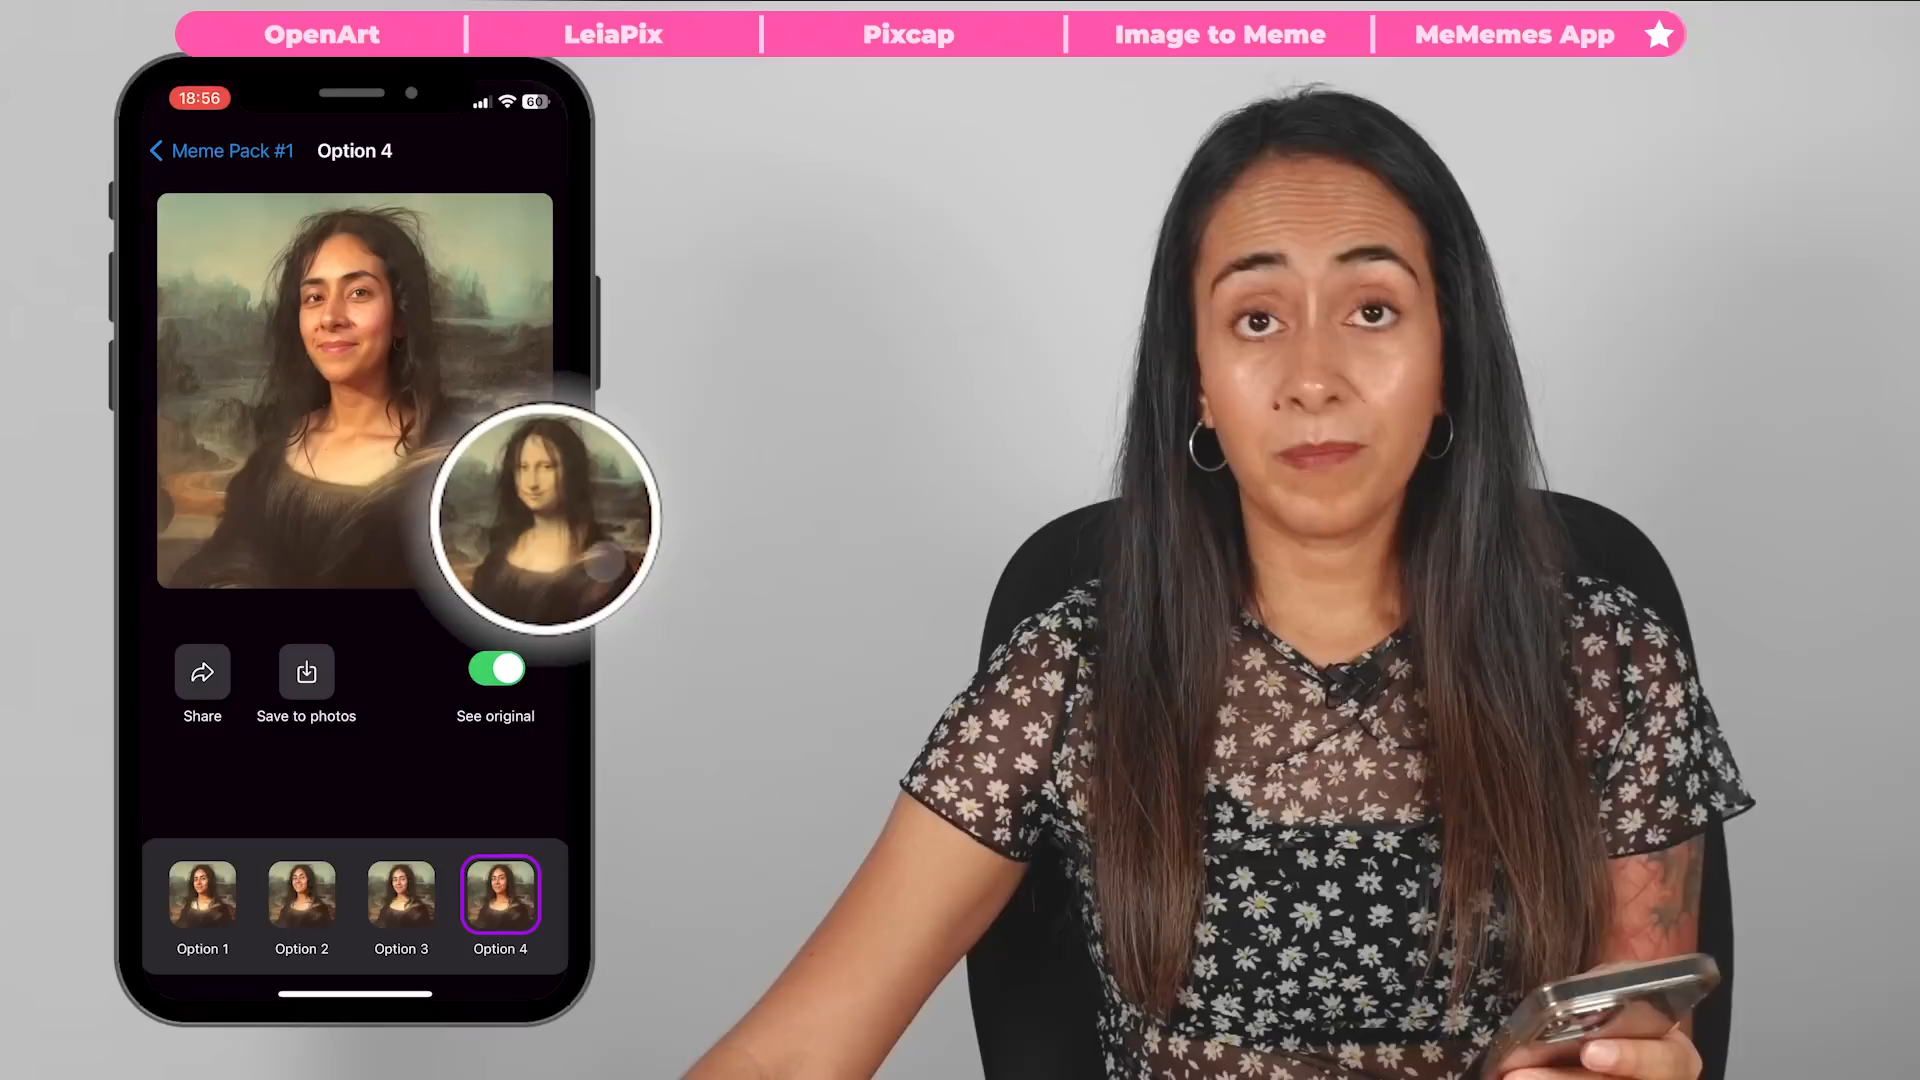 OpenArt
LeiaPix
Pixcap
Image to Meme
MeMemes App
18:56
60
Meme Pack #1
Option 4
Share
Save to photos
See original
Option 1
Option 2
Option 3
Option 4